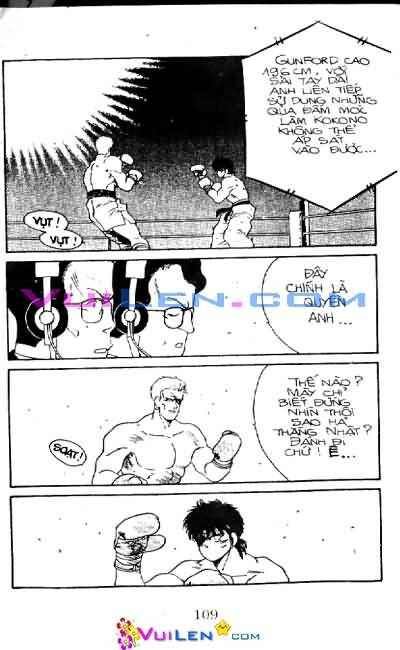 GUNFORD CAO
196 CM, VỚI
SẢI TAY DÀI
ANH LIÊN TIẾP
SỬ DỤNG NHỮNG
QUẢ ĐẤM MÓC
LÀM KOKONO
KHÔNG THỂ
ÁP SÁT
VÀO ĐƯỢC...
VỤT!
VỤT!
ĐÂY
CHÍNH LÀ
QUYỀN
ANH...
VUILEN.COM
THẾ NÀO?
MÀY CHỈ
BIẾT ĐỨNG
NHÌN THÔI
SAO HẢ
THẰNG NHẬT?
ĐÁNH ĐI
CHỨ! Ê...
SOẠT!
109
VUILEN.COM